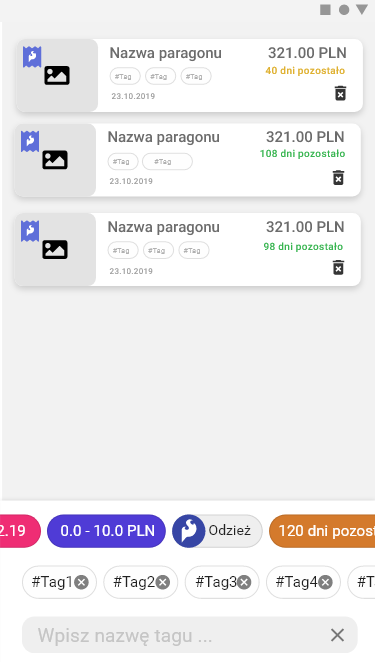 Nazwa paragonu 321.00 PLN
40 dni pozostało
#Tag #Tag #Tag
23.10.2019
Nazwa paragonu 321.00 PLN
108 dni pozostało
#Tag #Tag
23.10.2019
Nazwa paragonu 321.00 PLN
98 dni pozostało
#Tag #Tag #Tag
23.10.2019
2.19 0.0 - 10.0 PLN Odzież 120 dni pozost
#Tag1 #Tag2 #Tag3 #Tag4 #T
Wpisz nazwę tagu ...